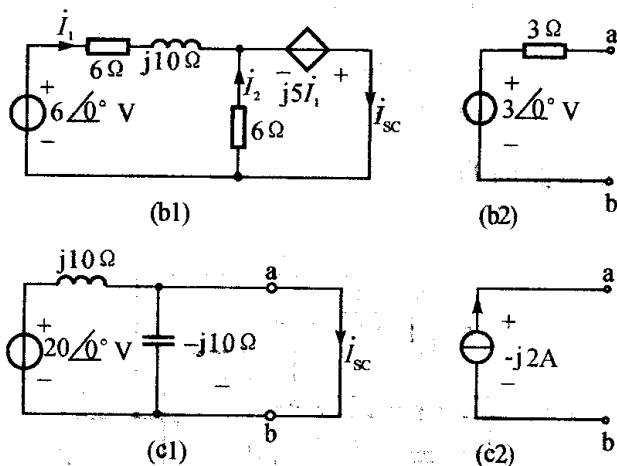 İ₁
6Ω
j10Ω
+
6∠0° V
−
İ₂
6Ω
− +
j5İ₁
İSC
(b1)
3Ω
a
+
3∠0° V
−
b
(b2)
j10Ω
a
+
20∠0° V
−
−j10Ω
−
İSC
b
(c1)
a
+
-j2A
−
b
(c2)